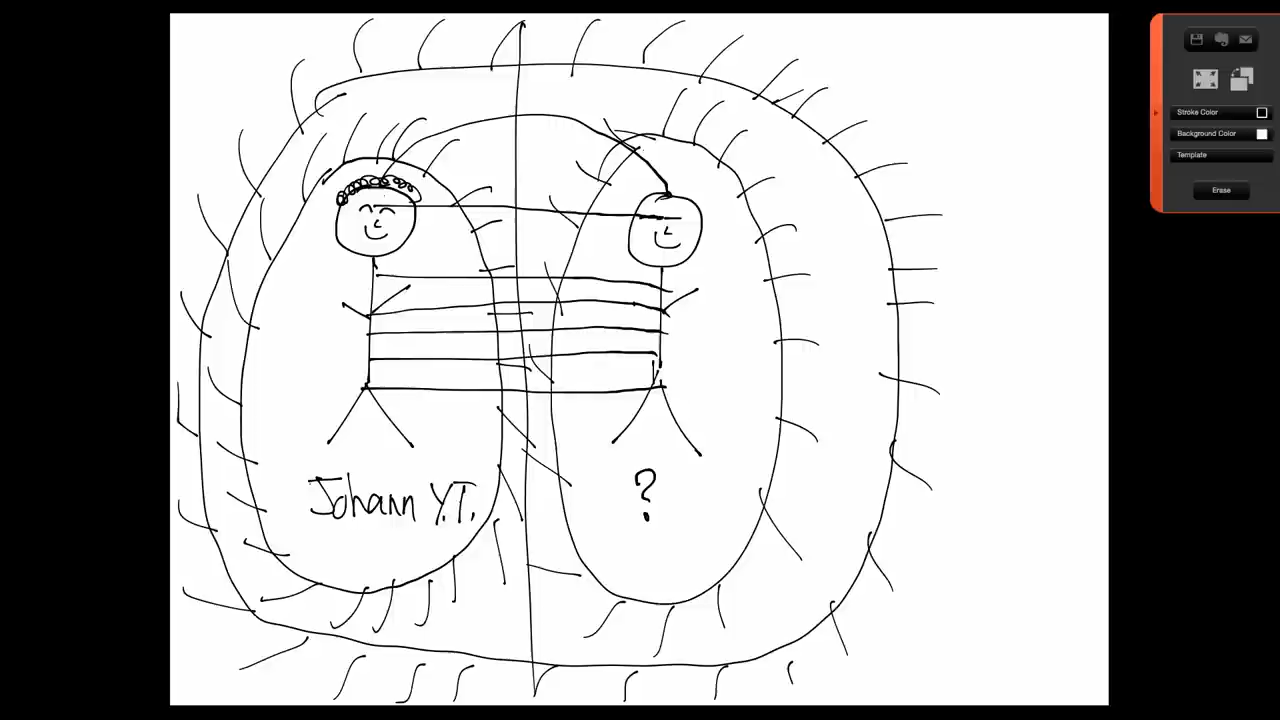 Johann Y.T.
?
Stroke Color
Background Color
Template
Erase